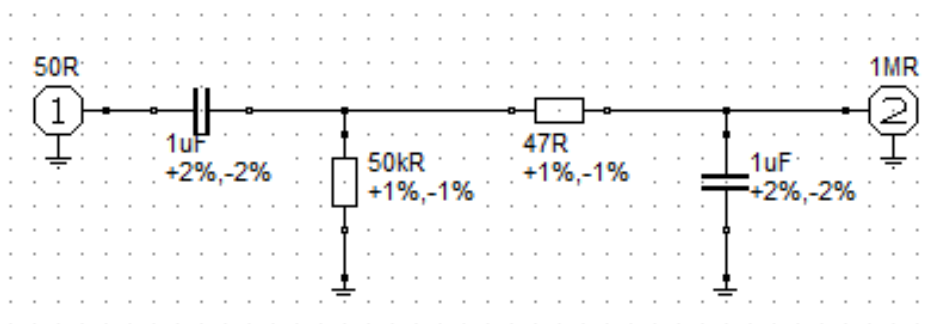 50R
1
1uF
+2%,-2%
50kR
+1%,-1%
47R
+1%,-1%
1uF
+2%,-2%
1MR
2